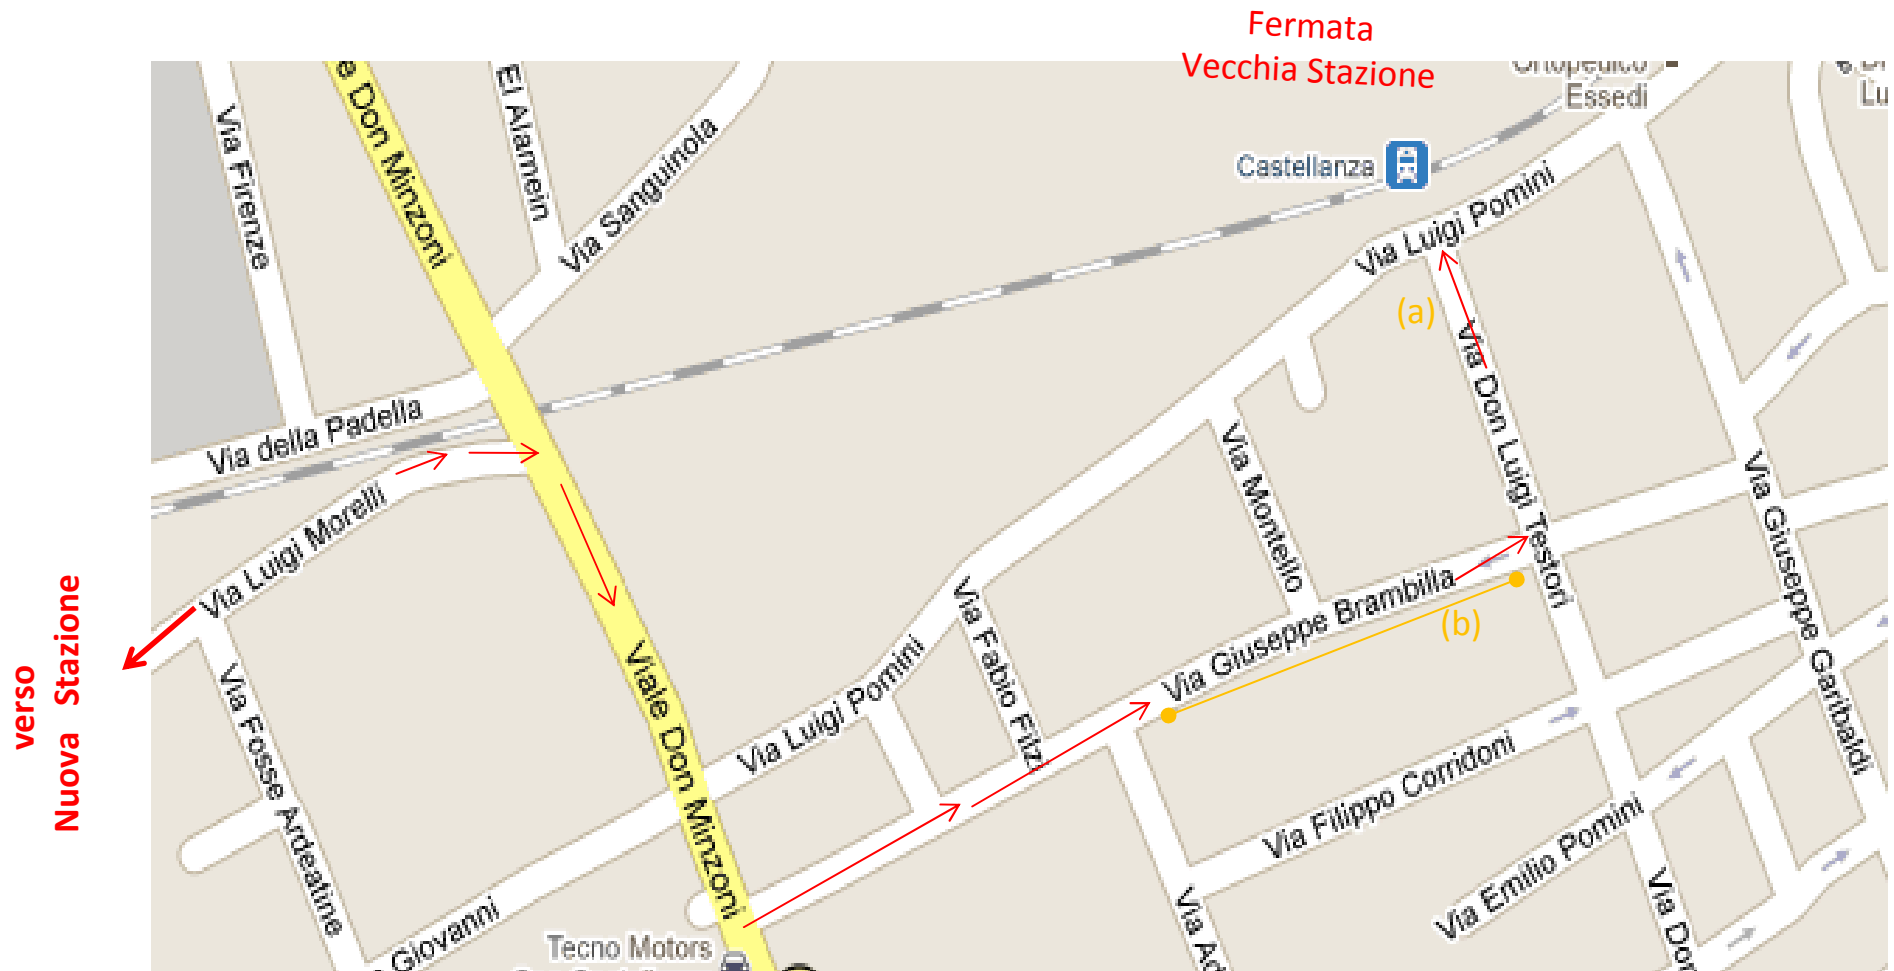 Fermata
Vecchia Stazione
Essedi
Castellanza
e Don Minzoni
El Alamein
Via Sanguinola
Via Firenze
Via Luigi Pomini
(a)
Via Don Luigi Testori
Via della Padella
Via Luigi Morelli
Via Montello
Via Giuseppe Garibaldi
verso
Nuova Stazione
Via Fosse Ardeatine
Viale Don Minzoni
Via Luigi Pomini
Via Fabio Filzi
Via Giuseppe Brambilla
(b)
Via Filippo Corridoni
Via Emilio Pomini
Via Don
Giovanni
Tecno Motors